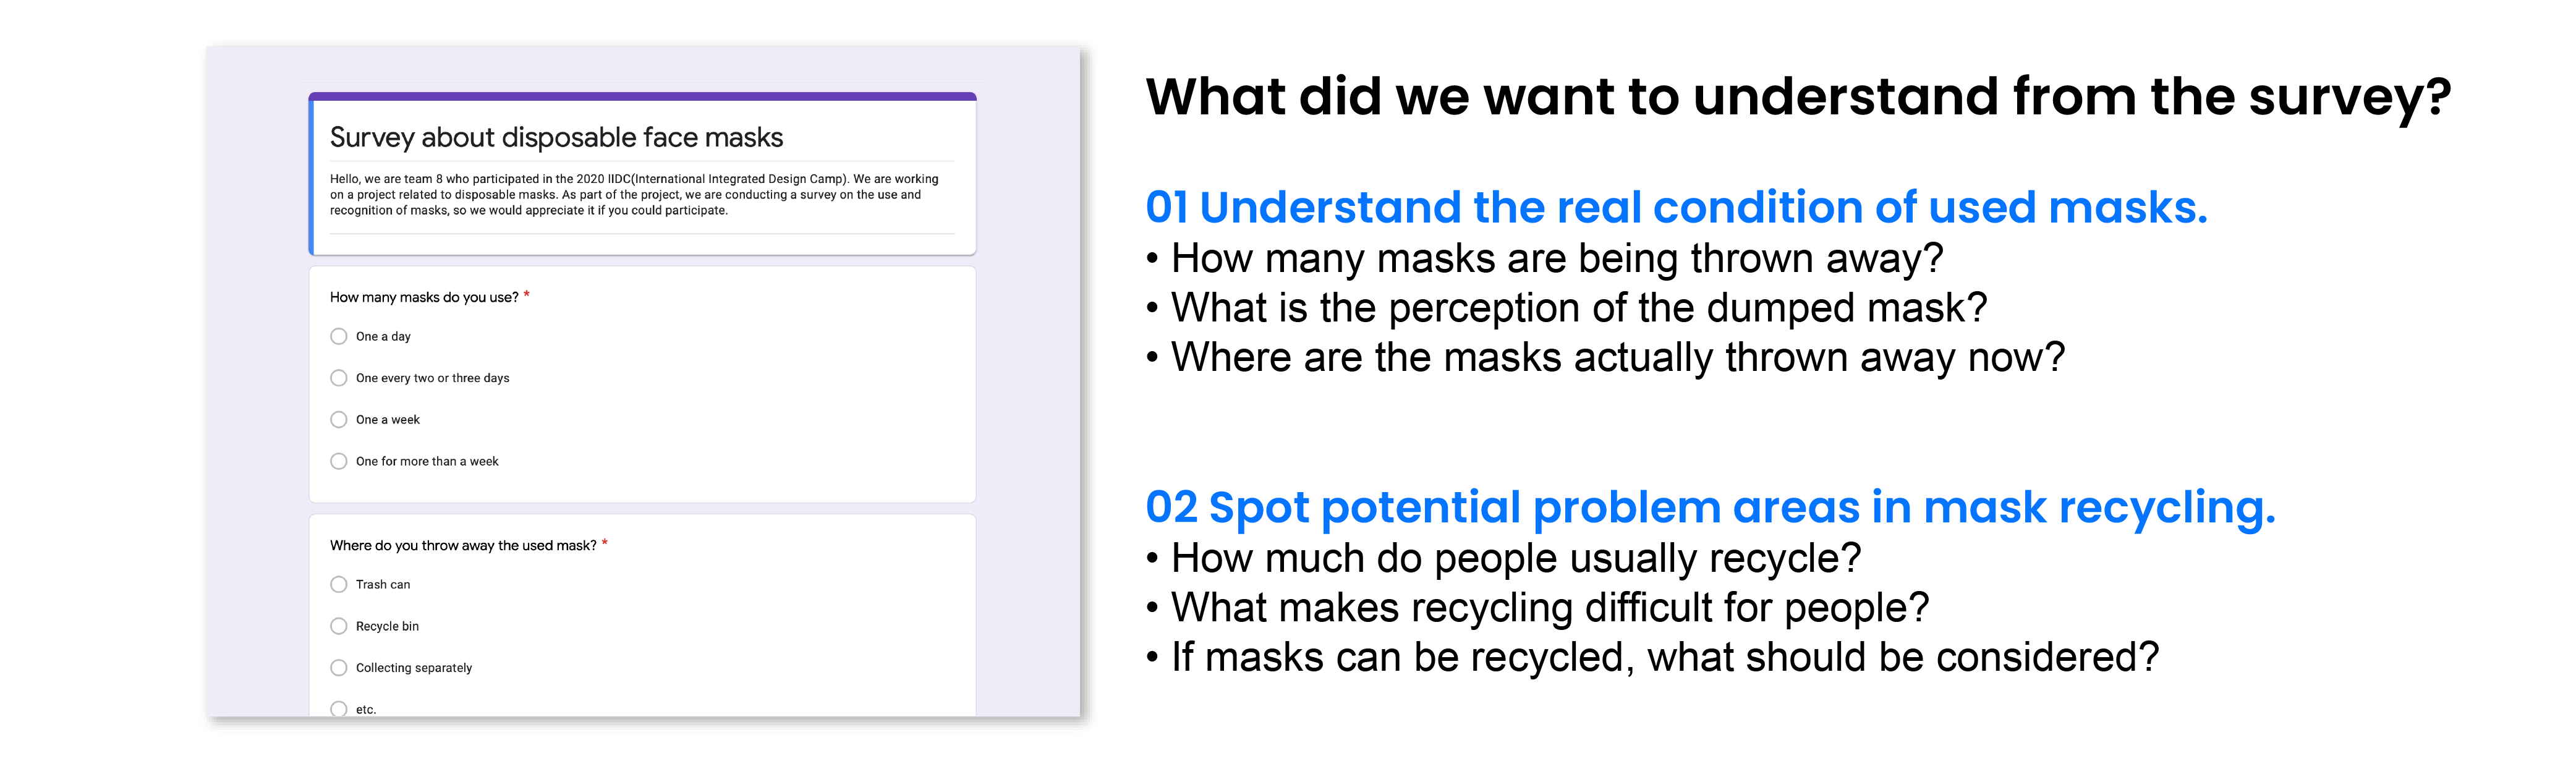 Survey about disposable face masks
Hello, we are team 8 who participated in the 2020 IIDC(International Integrated Design Camp). We are working
on a project related to disposable masks. As part of the project, we are conducting a survey on the use and
recognition of masks, so we would appreciate it if you could participate.
How many masks do you use? *
One a day
One every two or three days
One a week
One for more than a week
Where do you throw away the used mask? *
Trash can
Recycle bin
Collecting separately
etc.
What did we want to understand from the survey?
01 Understand the real condition of used masks.
• How many masks are being thrown away?
• What is the perception of the dumped mask?
• Where are the masks actually thrown away now?
02 Spot potential problem areas in mask recycling.
• How much do people usually recycle?
• What makes recycling difficult for people?
• If masks can be recycled, what should be considered?